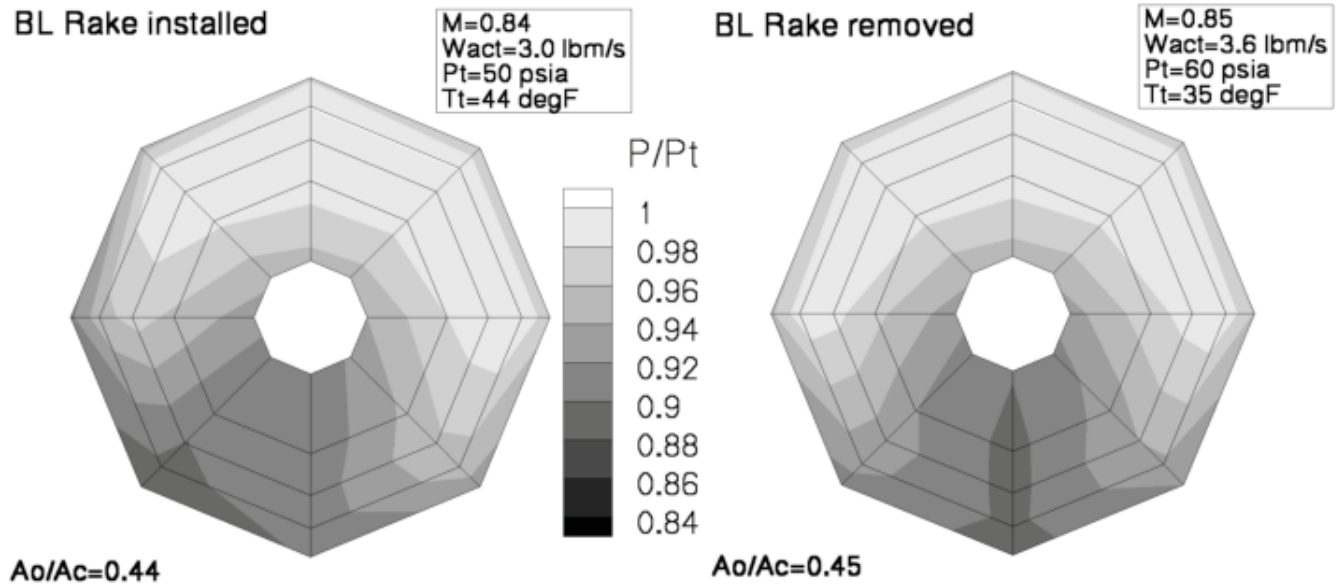 BL Rake installed
M=0.84
Wact=3.0 lbm/s
Pt=50 psia
Tt=44 degF
BL Rake removed
M=0.85
Wact=3.6 lbm/s
Pt=60 psia
Tt=35 degF
P/Pt
1
0.98
0.96
0.94
0.92
0.9
0.88
0.86
0.84
Ao/Ac=0.44
Ao/Ac=0.45